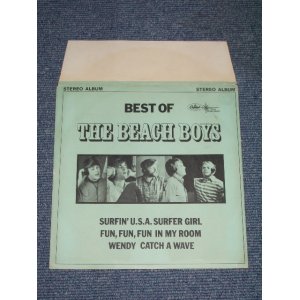 STEREO ALBUM STEREO ALBUM
BEST OF
Capitol
THE BEACH BOYS
SURFIN' U.S.A. SURFER GIRL
FUN, FUN, FUN IN MY ROOM
WENDY CATCH A WAVE